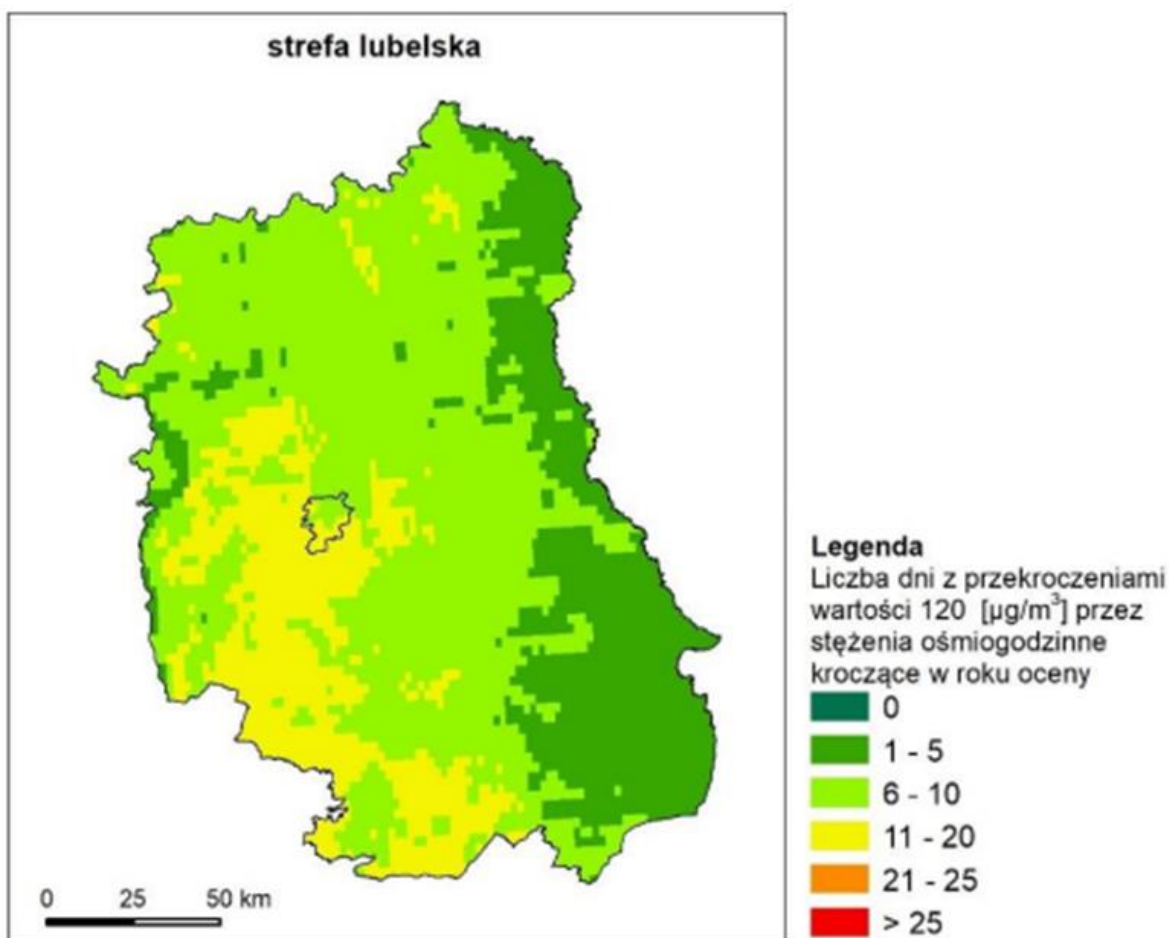 strefa lubelska
Legenda
Liczba dni z przekroczeniami
wartości 120 [µg/m³] przez
stężenia ośmiogodzinne
kroczące w roku oceny
0
1 - 5
6 - 10
11 - 20
21 - 25
> 25
0 25 50 km